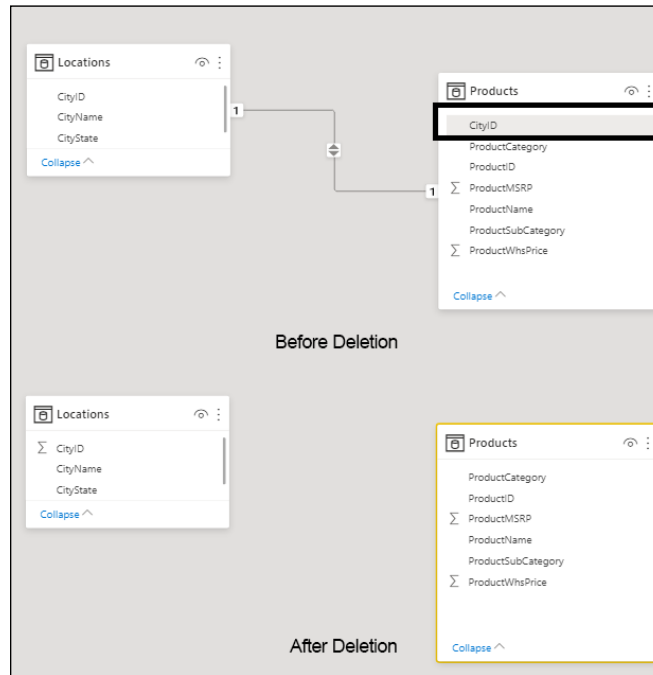 Locations
CityID
CityName
CityState
Collapse
1
1
Products
CityID
ProductCategory
ProductID
Σ ProductMSRP
ProductName
ProductSubCategory
Σ ProductWhsPrice
Collapse
Before Deletion
Locations
Σ CityID
CityName
CityState
Collapse
Products
ProductCategory
ProductID
Σ ProductMSRP
ProductName
ProductSubCategory
Σ ProductWhsPrice
Collapse
After Deletion